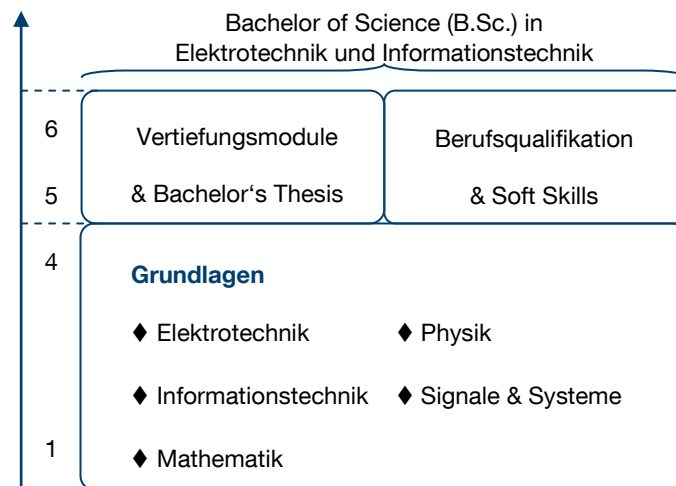 Bachelor of Science (B.Sc.) in
Elektrotechnik und Informationstechnik
6
Vertiefungsmodule
Berufsqualifikation
5
& Bachelor‘s Thesis
& Soft Skills
4
Grundlagen
♦ Elektrotechnik
♦ Physik
♦ Informationstechnik
♦ Signale & Systeme
1
♦ Mathematik